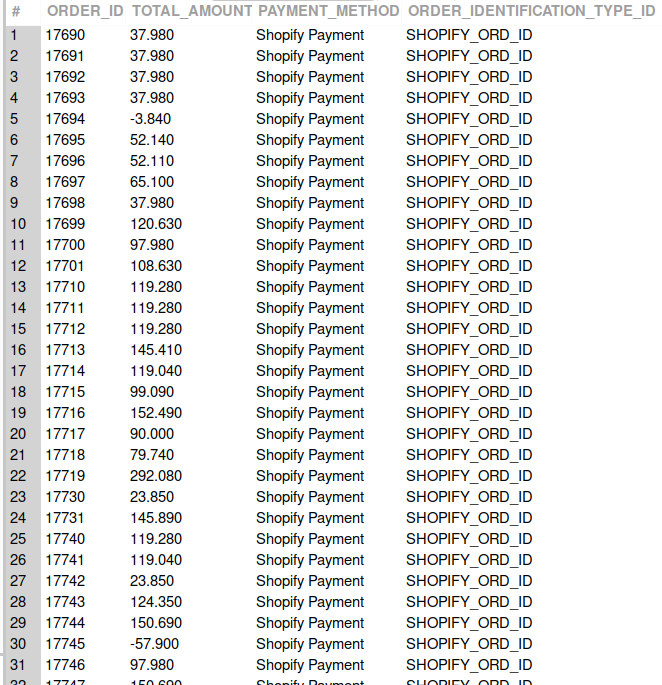 # ORDER_ID TOTAL_AMOUNT PAYMENT_METHOD ORDER_IDENTIFICATION_TYPE_ID
1 17690 37.980 Shopify Payment SHOPIFY_ORD_ID
2 17691 37.980 Shopify Payment SHOPIFY_ORD_ID
3 17692 37.980 Shopify Payment SHOPIFY_ORD_ID
4 17693 37.980 Shopify Payment SHOPIFY_ORD_ID
5 17694 -3.840 Shopify Payment SHOPIFY_ORD_ID
6 17695 52.140 Shopify Payment SHOPIFY_ORD_ID
7 17696 52.110 Shopify Payment SHOPIFY_ORD_ID
8 17697 65.100 Shopify Payment SHOPIFY_ORD_ID
9 17698 37.980 Shopify Payment SHOPIFY_ORD_ID
10 17699 120.630 Shopify Payment SHOPIFY_ORD_ID
11 17700 97.980 Shopify Payment SHOPIFY_ORD_ID
12 17701 108.630 Shopify Payment SHOPIFY_ORD_ID
13 17710 119.280 Shopify Payment SHOPIFY_ORD_ID
14 17711 119.280 Shopify Payment SHOPIFY_ORD_ID
15 17712 119.280 Shopify Payment SHOPIFY_ORD_ID
16 17713 145.410 Shopify Payment SHOPIFY_ORD_ID
17 17714 119.040 Shopify Payment SHOPIFY_ORD_ID
18 17715 99.090 Shopify Payment SHOPIFY_ORD_ID
19 17716 152.490 Shopify Payment SHOPIFY_ORD_ID
20 17717 90.000 Shopify Payment SHOPIFY_ORD_ID
21 17718 79.740 Shopify Payment SHOPIFY_ORD_ID
22 17719 292.080 Shopify Payment SHOPIFY_ORD_ID
23 17730 23.850 Shopify Payment SHOPIFY_ORD_ID
24 17731 145.890 Shopify Payment SHOPIFY_ORD_ID
25 17740 119.280 Shopify Payment SHOPIFY_ORD_ID
26 17741 119.040 Shopify Payment SHOPIFY_ORD_ID
27 17742 23.850 Shopify Payment SHOPIFY_ORD_ID
28 17743 124.350 Shopify Payment SHOPIFY_ORD_ID
29 17744 150.690 Shopify Payment SHOPIFY_ORD_ID
30 17745 -57.900 Shopify Payment SHOPIFY_ORD_ID
31 17746 97.980 Shopify Payment SHOPIFY_ORD_ID
32 17747 150.690 Shopify Payment SHOPIFY_ORD_ID